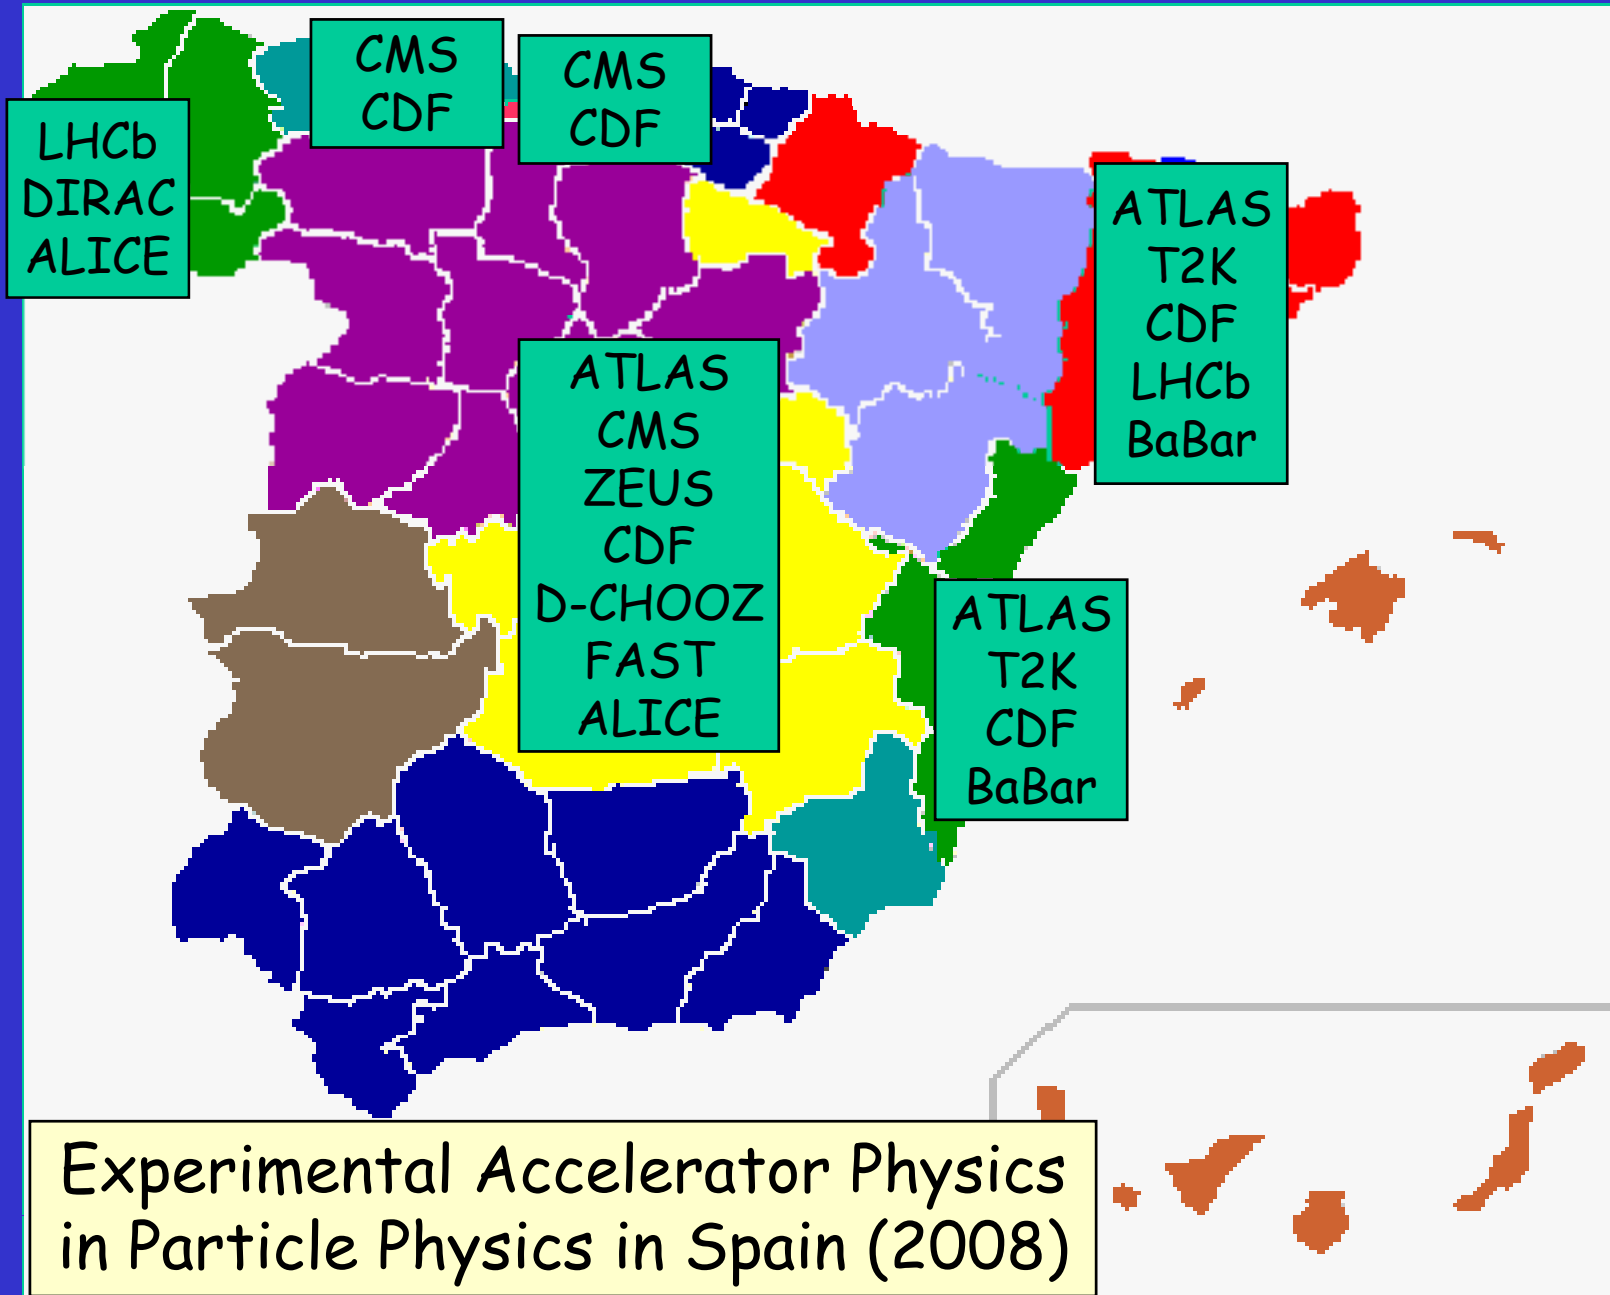 CMS
CDF
CMS
CDF
LHCb
DIRAC
ALICE
ATLAS
T2K
CDF
LHCb
BaBar
ATLAS
CMS
ZEUS
CDF
D-CHOOZ
FAST
ALICE
ATLAS
T2K
CDF
BaBar
Experimental Accelerator Physics
in Particle Physics in Spain (2008)